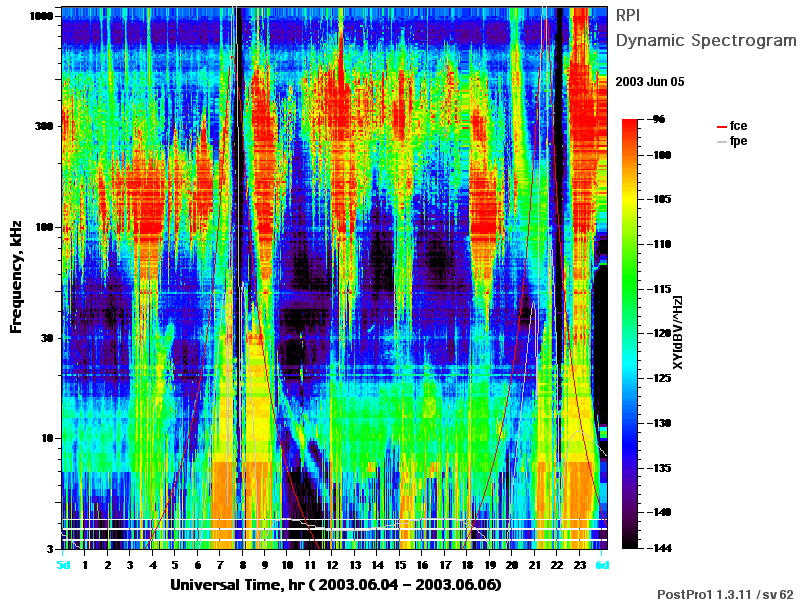 RPI
Dynamic Spectrogram
2003 Jun 05
fce
fpe
1000
300
100
30
10
3
Frequency, kHz
-96
-100
-105
-110
-115
-120
-125
-130
-135
-140
-144
XY(dBV/√Hz)
5d 1 2 3 4 5 6 7 8 9 10 11 12 13 14 15 16 17 18 19 20 21 22 23 6d
Universal Time, hr ( 2003.06.04 – 2003.06.06)
PostPro1 1.3.11 / sv 62